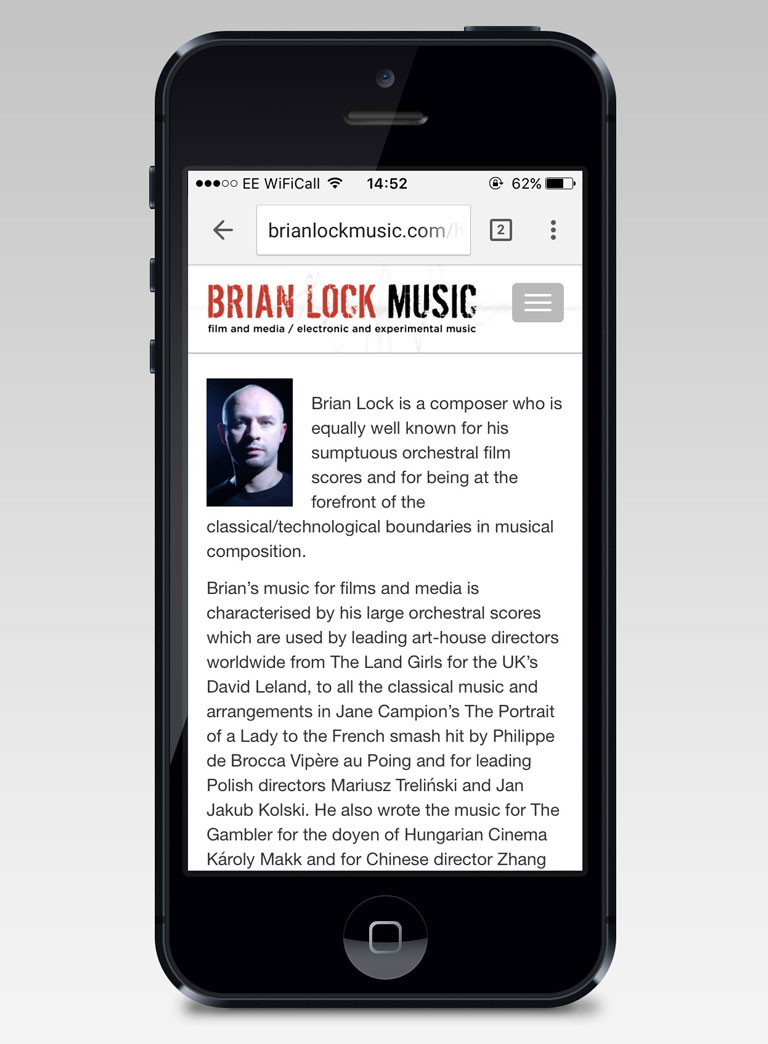 EE WiFiCall 14:52 62%
brianlockmusic.com/h 2
BRIAN LOCK MUSIC
film and media / electronic and experimental music
Brian Lock is a composer who is
equally well known for his
sumptuous orchestral film
scores and for being at the
forefront of the
classical/technological boundaries in musical
composition.
Brian’s music for films and media is
characterised by his large orchestral scores
which are used by leading art-house directors
worldwide from The Land Girls for the UK’s
David Leland, to all the classical music and
arrangements in Jane Campion’s The Portrait
of a Lady to the French smash hit by Philippe
de Brocca Vipère au Poing and for leading
Polish directors Mariusz Treliński and Jan
Jakub Kolski. He also wrote the music for The
Gambler for the doyen of Hungarian Cinema
Károly Makk and for Chinese director Zhang